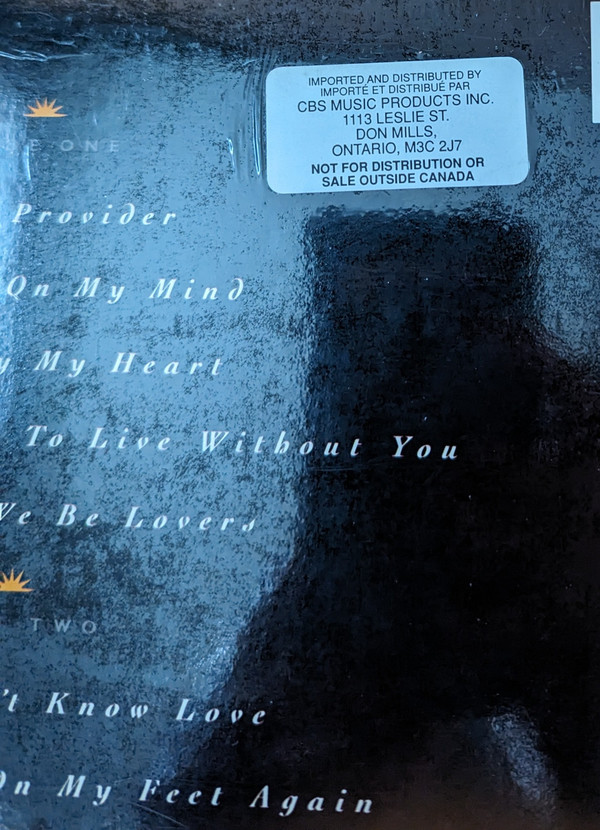 IMPORTED AND DISTRIBUTED BY
IMPORTÉ ET DISTRIBUÉ PAR
CBS MUSIC PRODUCTS INC.
1113 LESLIE ST.
DON MILLS,
ONTARIO, M3C 2J7
NOT FOR DISTRIBUTION OR
SALE OUTSIDE CANADA
ONE
Provider
On My Mind
My Heart
To Live Without You
We Be Lovers
TWO
't Know Love
On My Feet Again